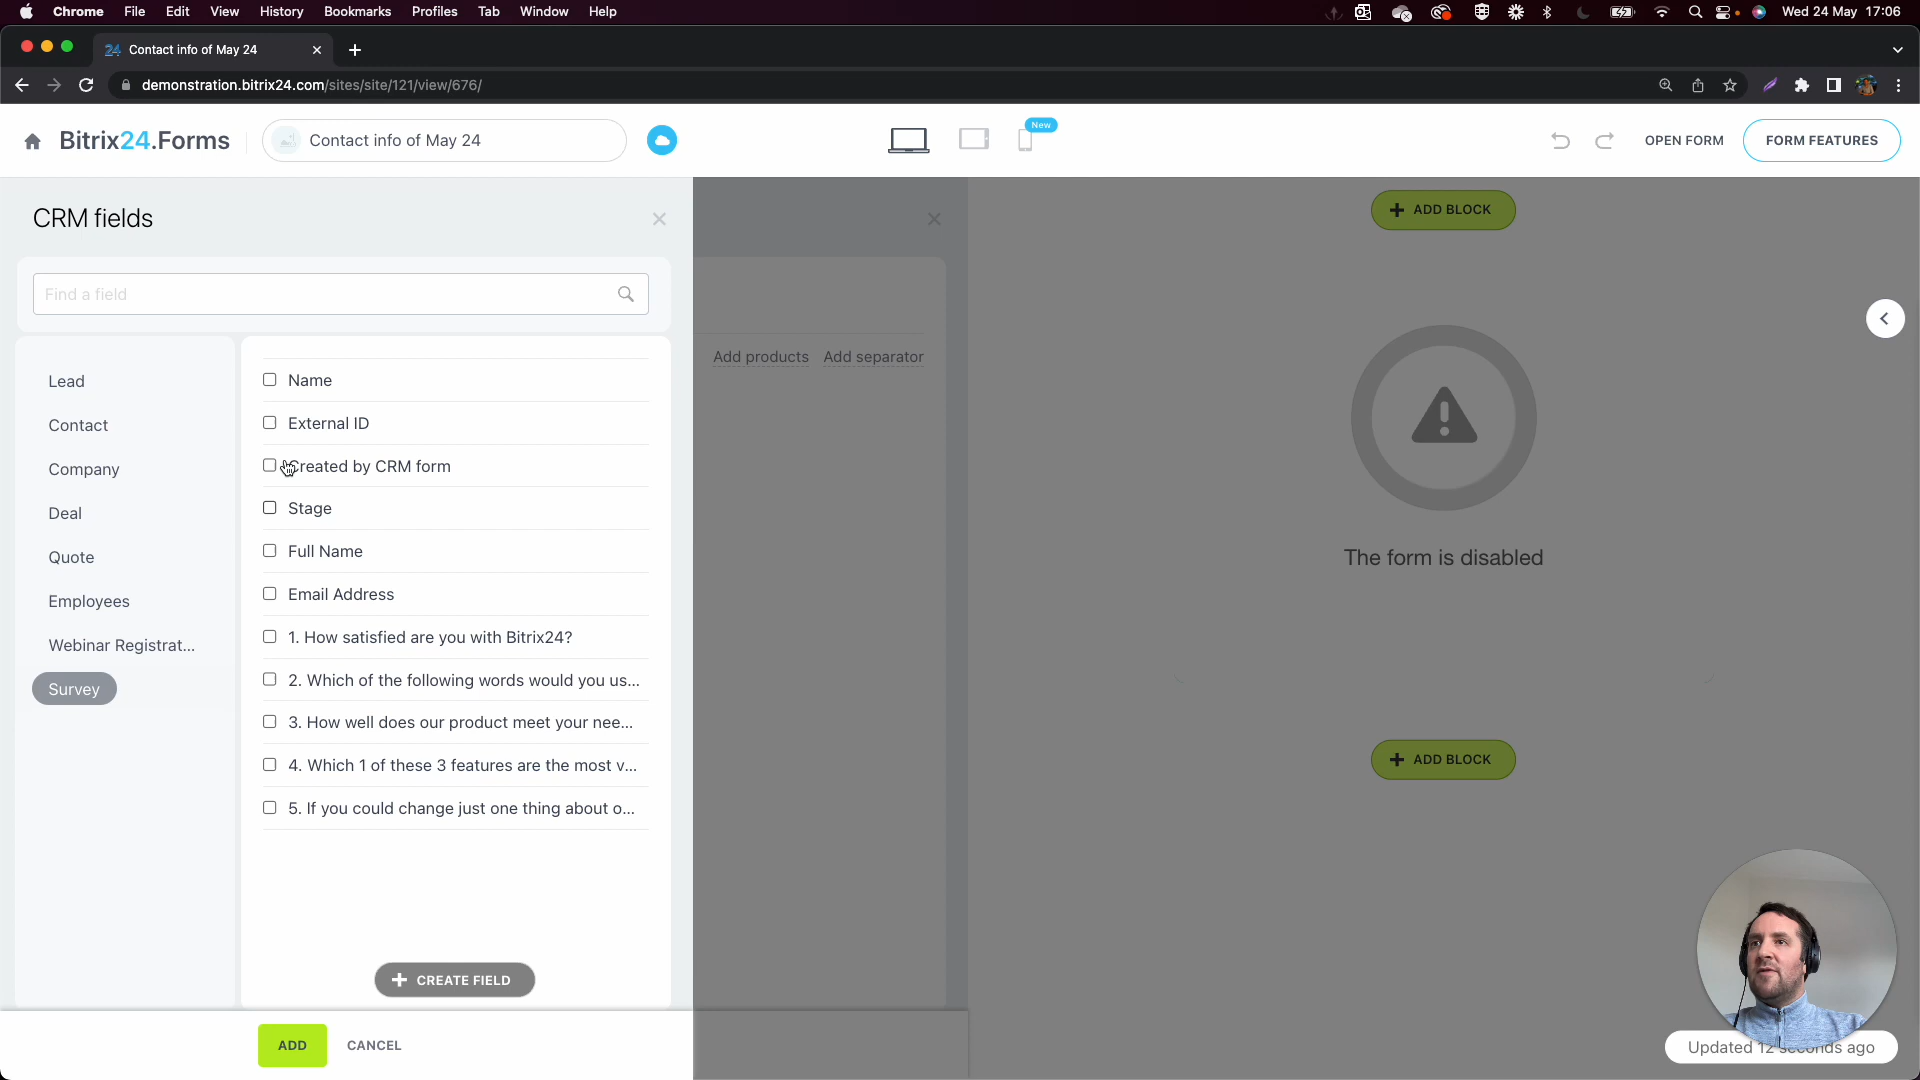 Chrome File Edit View History Bookmarks Profiles Tab Window Help Wed 24 May 17:06
24 Contact info of May 24
demonstration.bitrix24.com/sites/site/121/view/676/
Bitrix24.Forms Contact info of May 24 New OPEN FORM FORM FEATURES
CRM fields
ADD BLOCK
Find a field
Add products Add separator
Lead
Contact
Company
Deal
Quote
Employees
Webinar Registrat...
Survey
Name
External ID
Created by CRM form
Stage
Full Name
Email Address
1. How satisfied are you with Bitrix24?
2. Which of the following words would you us...
3. How well does our product meet your nee...
4. Which 1 of these 3 features are the most v...
5. If you could change just one thing about o...
CREATE FIELD
ADD CANCEL
The form is disabled
ADD BLOCK
Updated 12 seconds ago